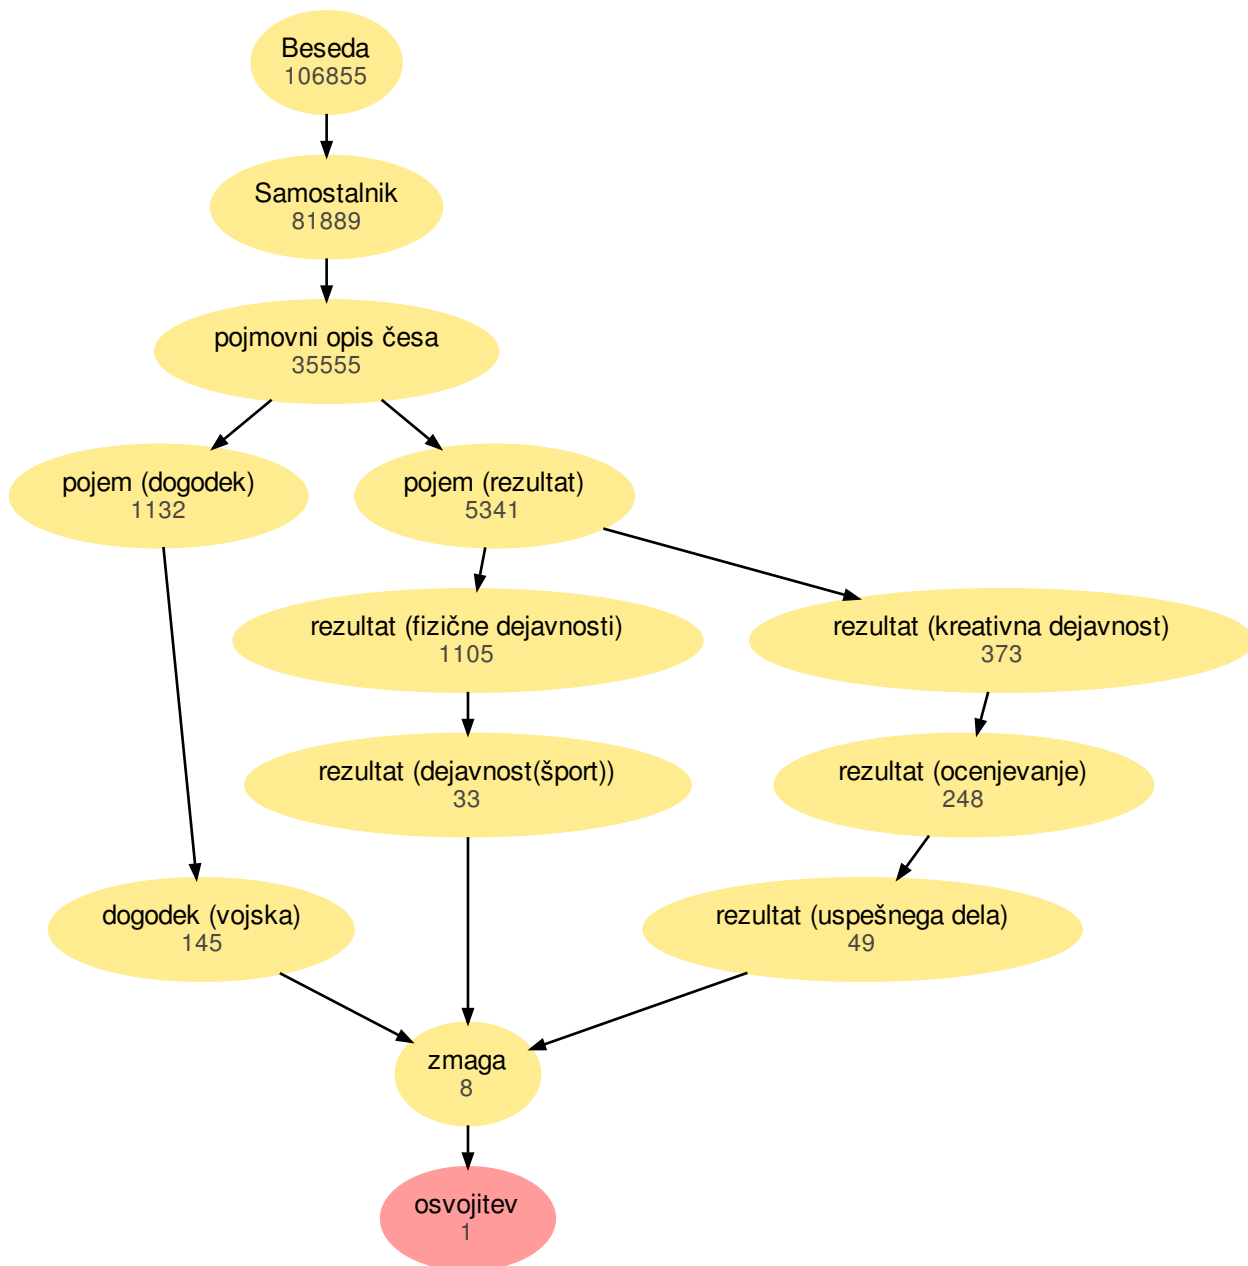 Beseda
106855
Samostalnik
81889
pojmovni opis česa
35555
pojem (dogodek)
1132
pojem (rezultat)
5341
rezultat (fizične dejavnosti)
1105
rezultat (kreativna dejavnost)
373
rezultat (dejavnost(šport))
33
rezultat (ocenjevanje)
248
dogodek (vojska)
145
rezultat (uspešnega dela)
49
zmaga
8
osvojitev
1